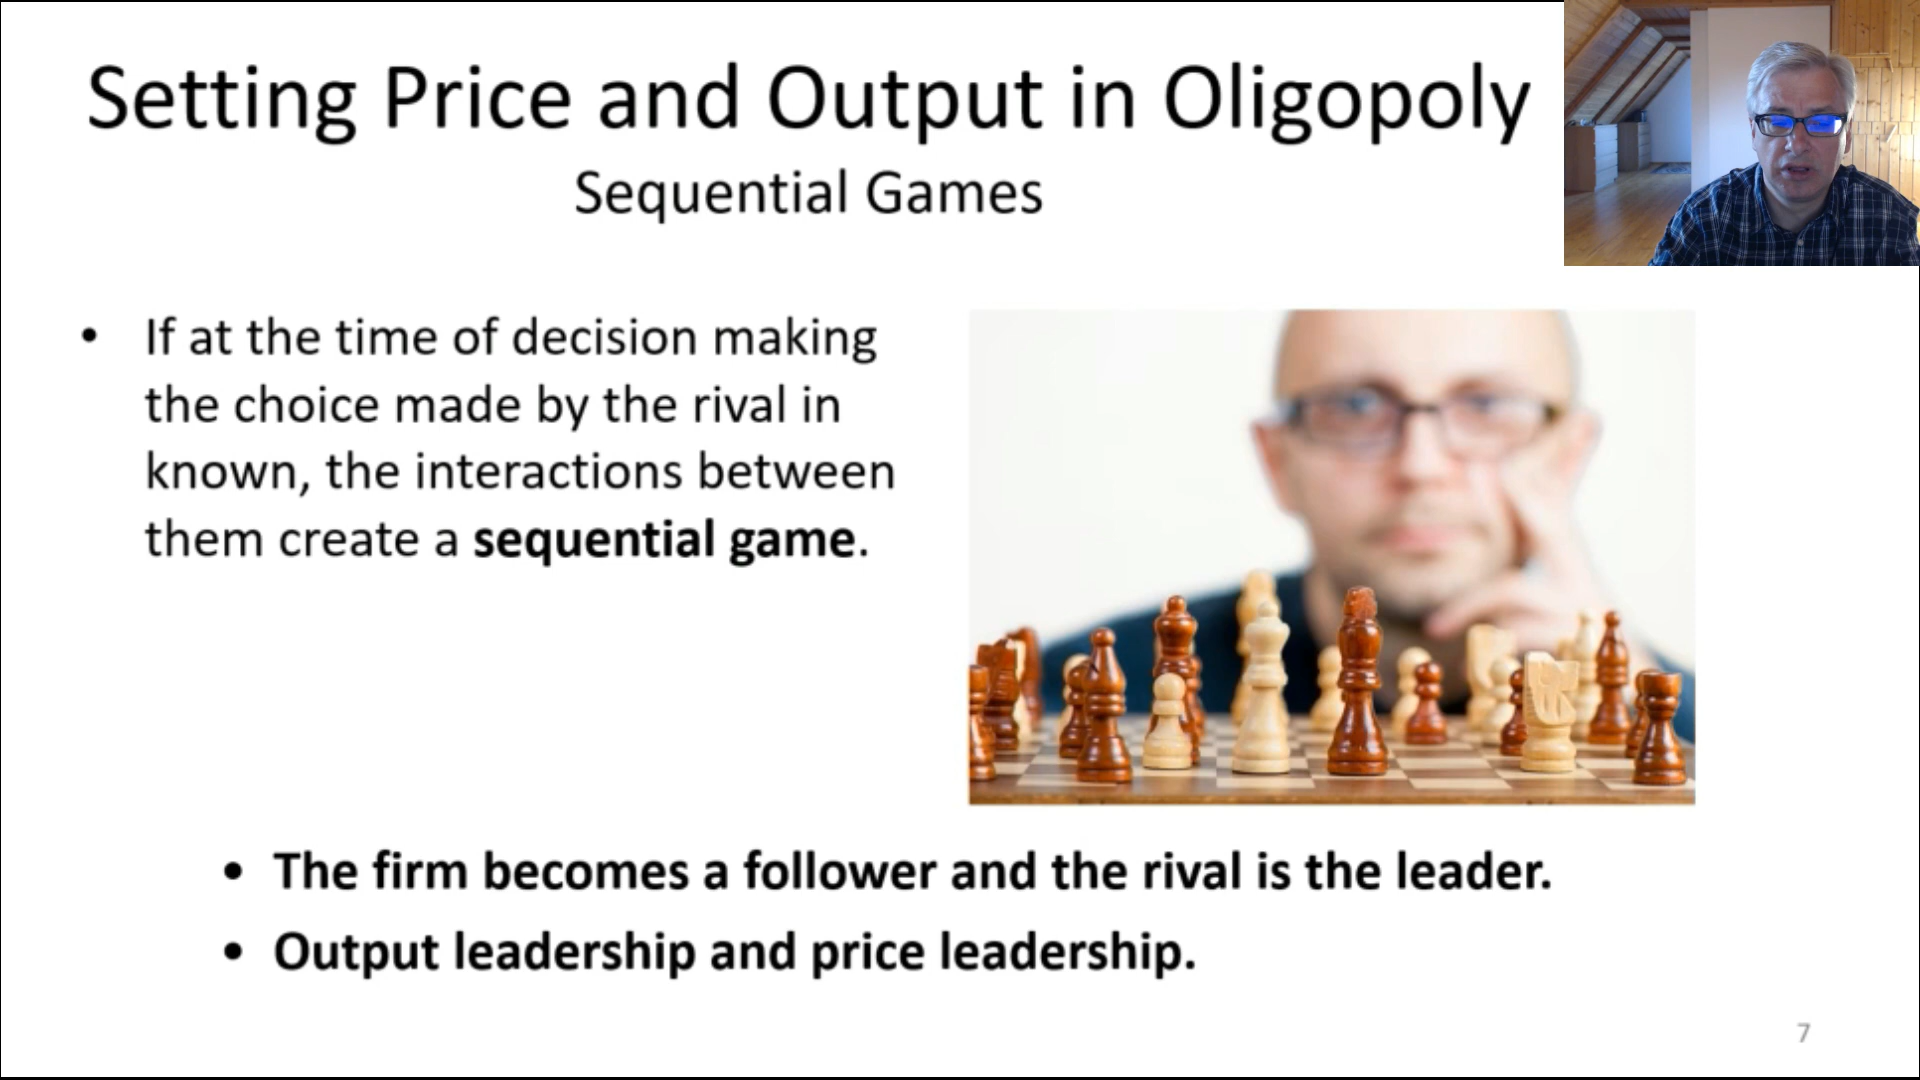 Setting Price and Output in Oligopoly
Sequential Games
• If at the time of decision making
the choice made by the rival in
known, the interactions between
them create a sequential game.
• The firm becomes a follower and the rival is the leader.
• Output leadership and price leadership.
7